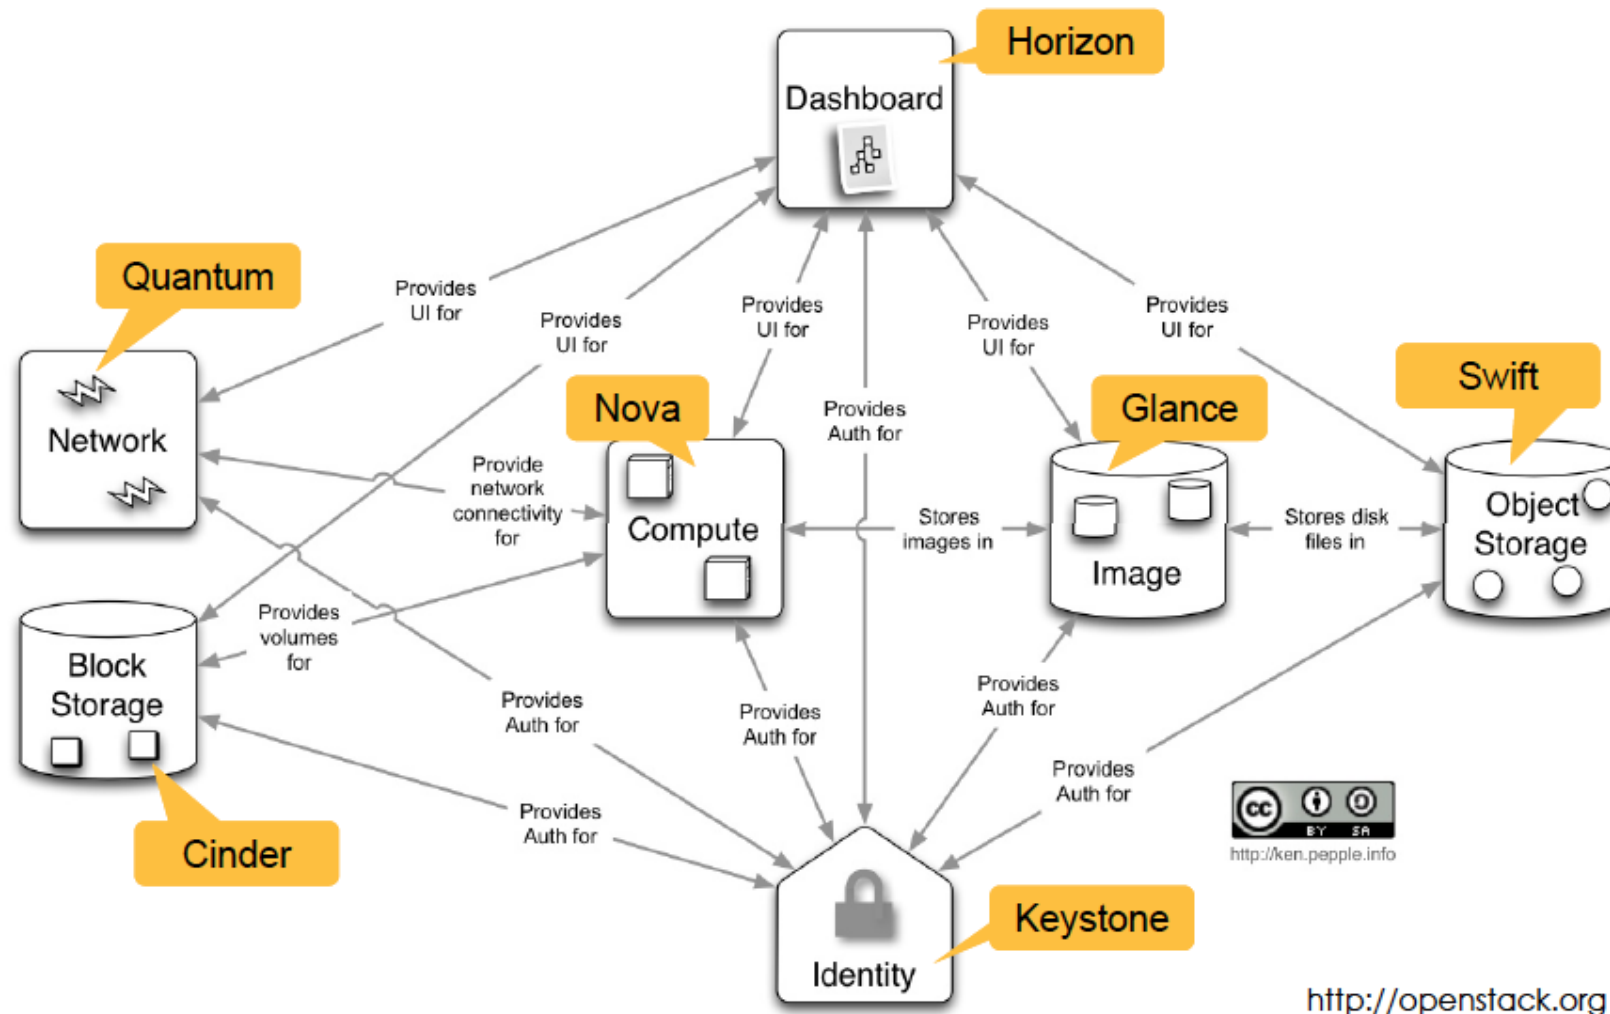 Horizon
Dashboard
Quantum
Provides
UI for
Provides
UI for
Provides
UI for
Provides
UI for
Provides
UI for
Network
Nova
Provides
Auth for
Glance
Swift
Provide
network
connectivity
for
Compute
Stores
images in
Image
Stores disk
files in
Object
Storage
Provides
volumes
for
Block
Storage
Provides
Auth for
Provides
Auth for
Provides
Auth for
Provides
Auth for
Provides
Auth for
Cinder
cc
BY SA
http://ken.pepple.info
Keystone
Identity
http://openstack.org